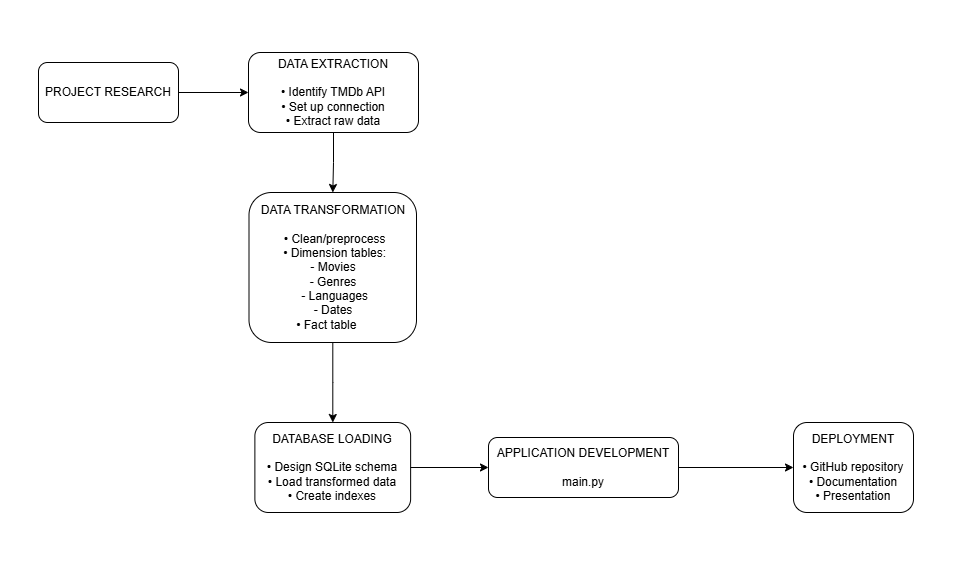 PROJECT RESEARCH
DATA EXTRACTION
• Identify TMDb API
• Set up connection
• Extract raw data
DATA TRANSFORMATION
• Clean/preprocess
• Dimension tables:
- Movies
- Genres
- Languages
- Dates
• Fact table
DATABASE LOADING
• Design SQLite schema
• Load transformed data
• Create indexes
APPLICATION DEVELOPMENT
main.py
DEPLOYMENT
• GitHub repository
• Documentation
• Presentation